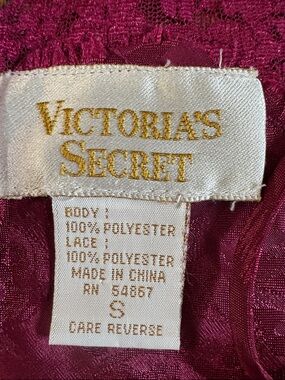 VICTORIA'S
SECRET
BODY :
100% POLYESTER
LACE :
100% POLYESTER
MADE IN CHINA
RN 54867
S
CARE REVERSE